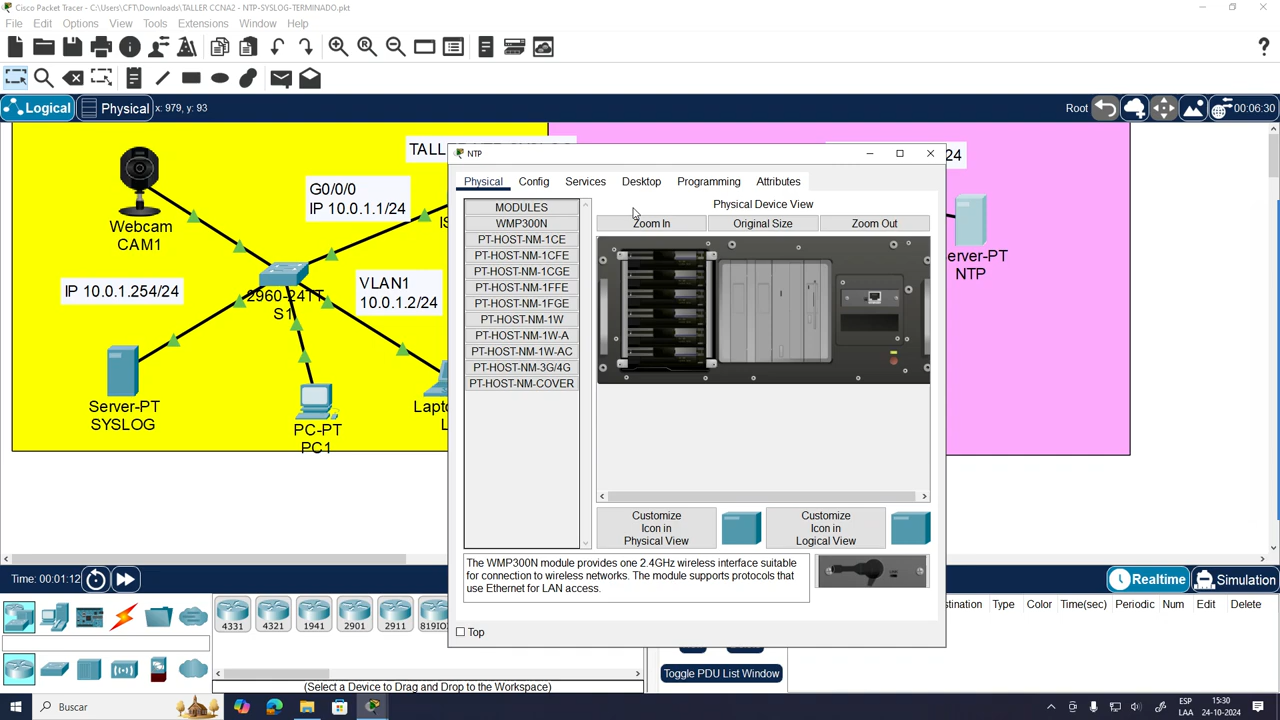 Cisco Packet Tracer - C:\Users\CFT\Downloads\TALLER CCNA2 - NTP-SYSLOG-TERMINADO.pkt
File Edit Options View Tools Extensions Window Help
Logical Physical x: 979, y: 93 Root 00:06:30
TALL
24
G0/0/0
IP 10.0.1.1/24
Webcam
CAM1
IP 10.0.1.254/24
VLAN1
10.0.1.2/24
2960-24TT
S1
Server-PT
SYSLOG
PC-PT
PC1
Laptop
erver-PT
NTP
NTP
Physical Config Services Desktop Programming Attributes
MODULES
WMP300N
PT-HOST-NM-1CE
PT-HOST-NM-1CFE
PT-HOST-NM-1CGE
PT-HOST-NM-1FFE
PT-HOST-NM-1FGE
PT-HOST-NM-1W
PT-HOST-NM-1W-A
PT-HOST-NM-1W-AC
PT-HOST-NM-3G/4G
PT-HOST-NM-COVER
Physical Device View
Zoom In Original Size Zoom Out
Customize
Icon in
Physical View
Customize
Icon in
Logical View
The WMP300N module provides one 2.4GHz wireless interface suitable
for connection to wireless networks. The module supports protocols that
use Ethernet for LAN access.
Top
Time: 00:01:12 Realtime Simulation
4331 4321 1941 2901 2911 819IO
(Select a Device to Drag and Drop to the Workspace)
stination Type Color Time(sec) Periodic Num Edit Delete
Toggle PDU List Window
Buscar
ESP
LAA
15:30
24-10-2024